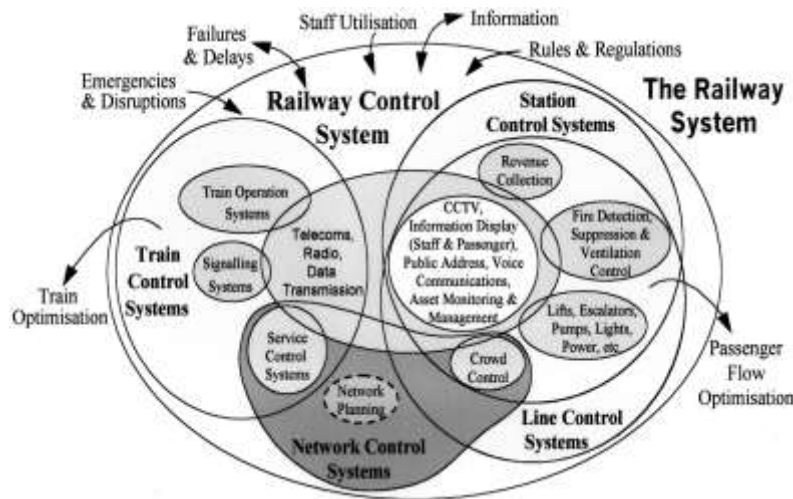 Failures
& Delays
Staff Utilisation
Information
Rules & Regulations
Emergencies
& Disruptions
Railway Control
System
Station
Control Systems
The Railway
System
Revenue
Collection
Train Operation
Systems
CCTV,
Information Display
(Staff & Passenger),
Public Address, Voice
Communications,
Asset Monitoring &
Management
Fire Detection,
Suppression &
Ventilation
Control
Telecoms,
Radio,
Data
Transmission
Train
Control
Systems
Signalling
Systems
Train
Optimisation
Lifts, Escalators,
Pumps, Lights,
Power, etc.
Service
Control
Systems
Crowd
Control
Passenger
Flow
Optimisation
Network
Planning
Line Control
Systems
Network Control
Systems